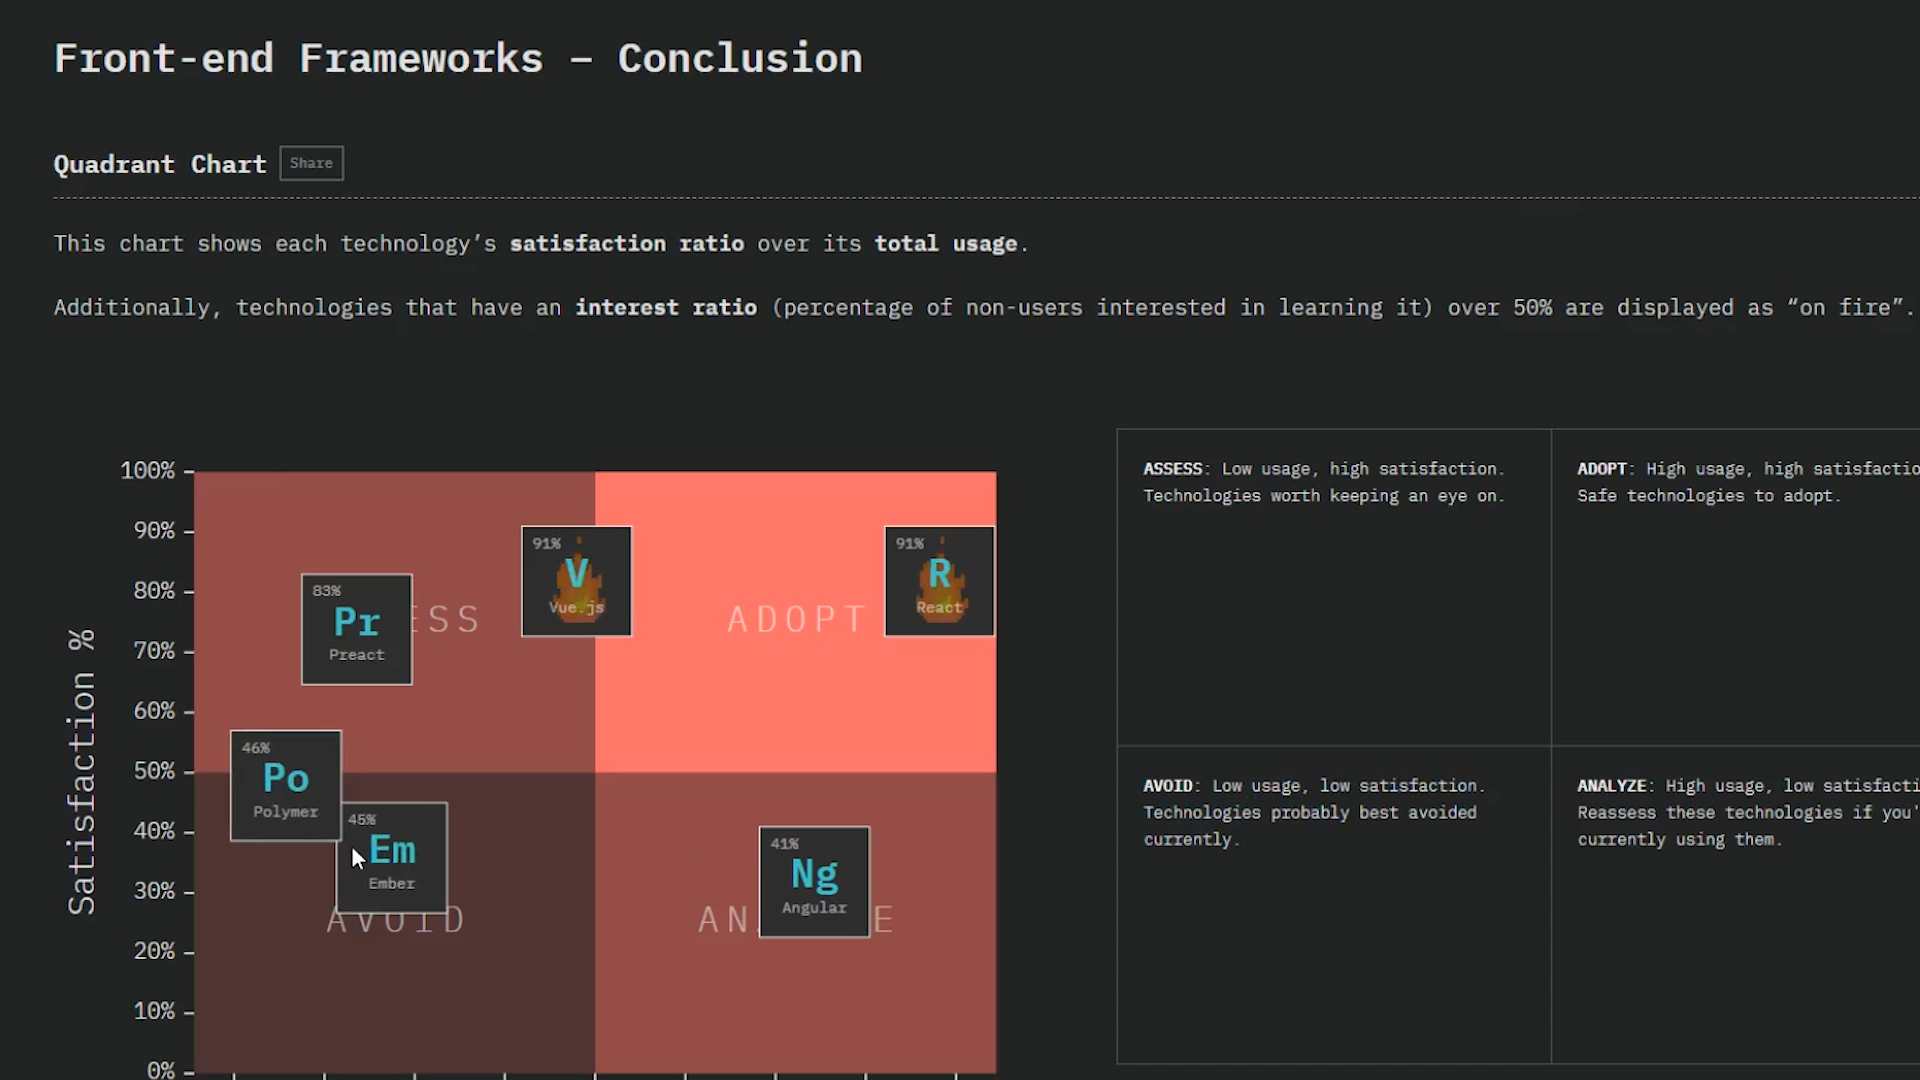 Front-end Frameworks – Conclusion
Quadrant Chart Share
This chart shows each technology’s satisfaction ratio over its total usage.
Additionally, technologies that have an interest ratio (percentage of non-users interested in learning it) over 50% are displayed as “on fire”.
Satisfaction %
100%
90%
80%
70%
60%
50%
40%
30%
20%
10%
0%
ESS
ADOPT
AVOID
AN E
91%
V
Vue.js
91%
R
React
83%
Pr
Preact
46%
Po
Polymer
45%
Em
Ember
41%
Ng
Angular
ASSESS: Low usage, high satisfaction.
Technologies worth keeping an eye on.
ADOPT: High usage, high satisfactio
Safe technologies to adopt.
AVOID: Low usage, low satisfaction.
Technologies probably best avoided
currently.
ANALYZE: High usage, low satisfacti
Reassess these technologies if you'
currently using them.